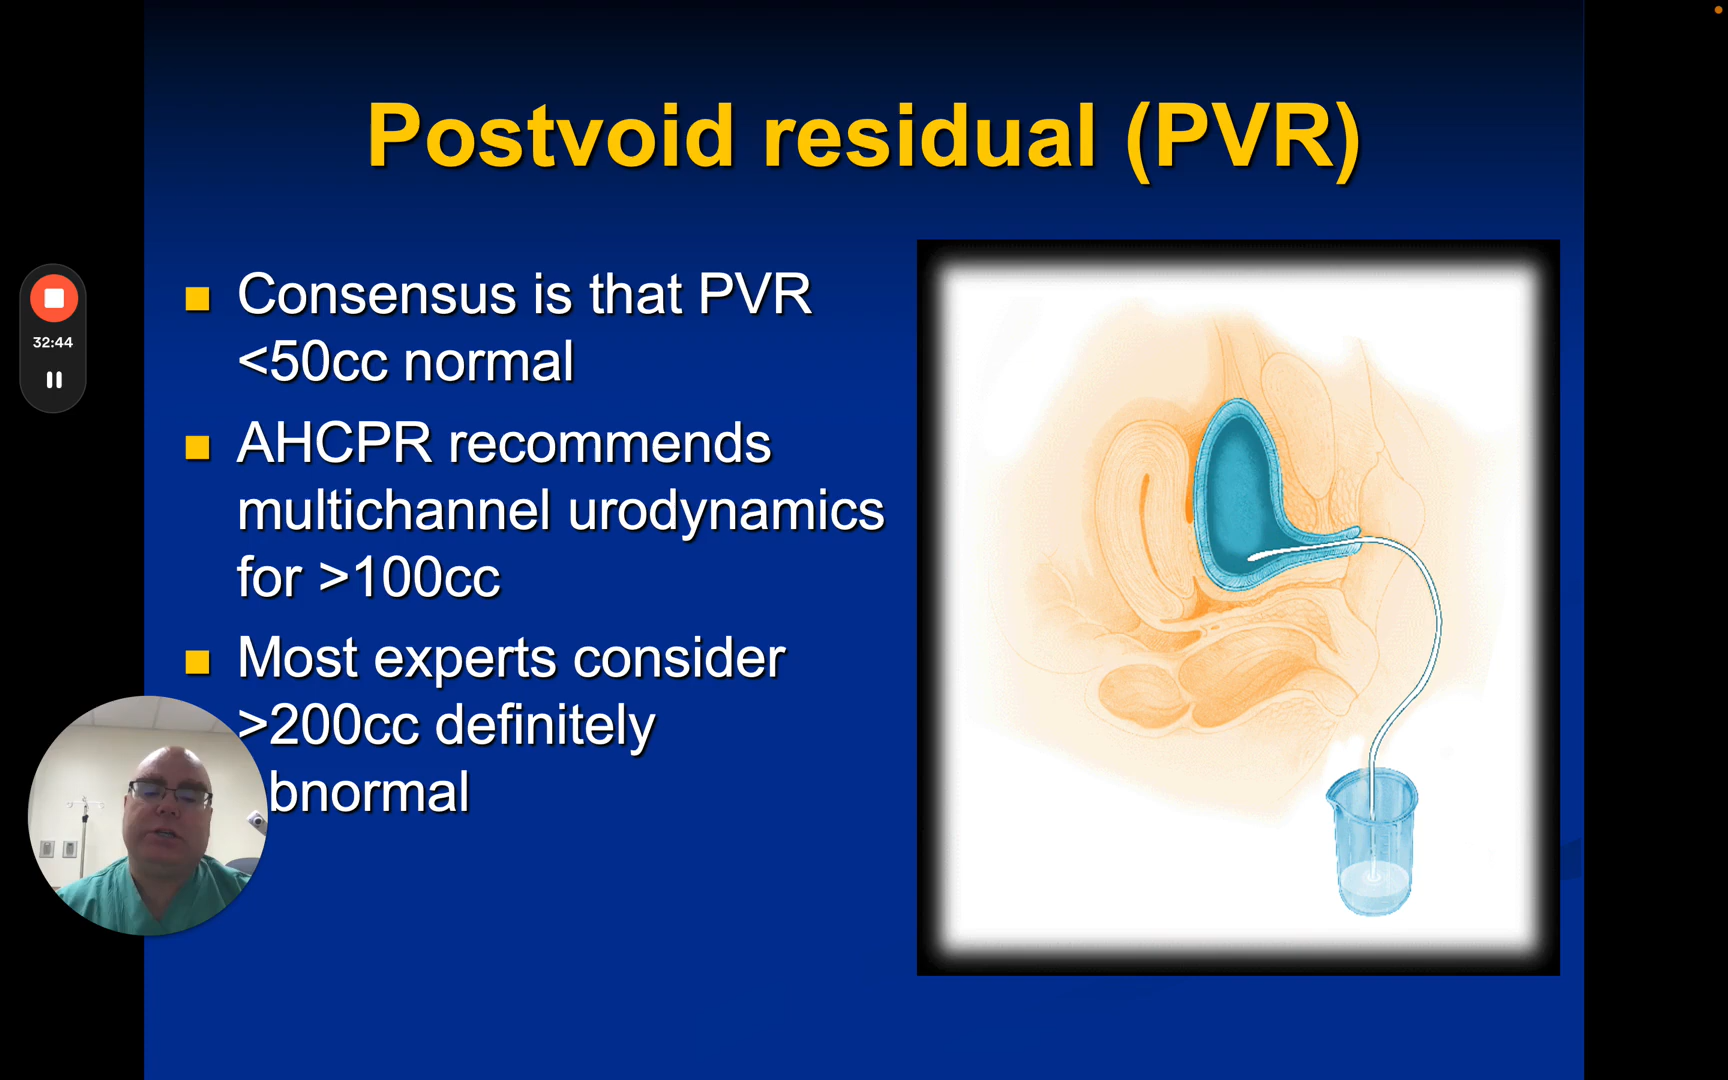 Postvoid residual (PVR)
Consensus is that PVR
<50cc normal
AHCPR recommends
multichannel urodynamics
for >100cc
Most experts consider
>200cc definitely
bnormal
32:44